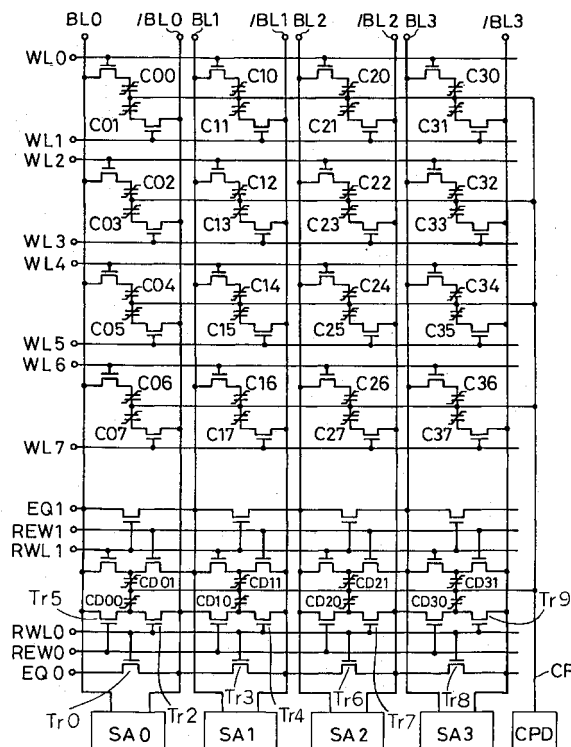 BL0 /BL0 BL1 /BL1 BL2 /BL2 BL3 /BL3
WL0
C00 C10 C20 C30
C01 C11 C21 C31
WL1
WL2
C02 C12 C22 C32
C03 C13 C23 C33
WL3
WL4
C04 C14 C24 C34
C05 C15 C25 C35
WL5
WL6
C06 C16 C26 C36
C07 C17 C27 C37
WL7
EQ1
REW1
RWL1
CD01 CD11 CD21 CD31
Tr5 CD00 CD10 CD20 CD30 Tr9
RWL0
REW0
EQ0
CP
Tr0 Tr2 Tr3 Tr4 Tr6 Tr7 Tr8
SA0 SA1 SA2 SA3 CPD